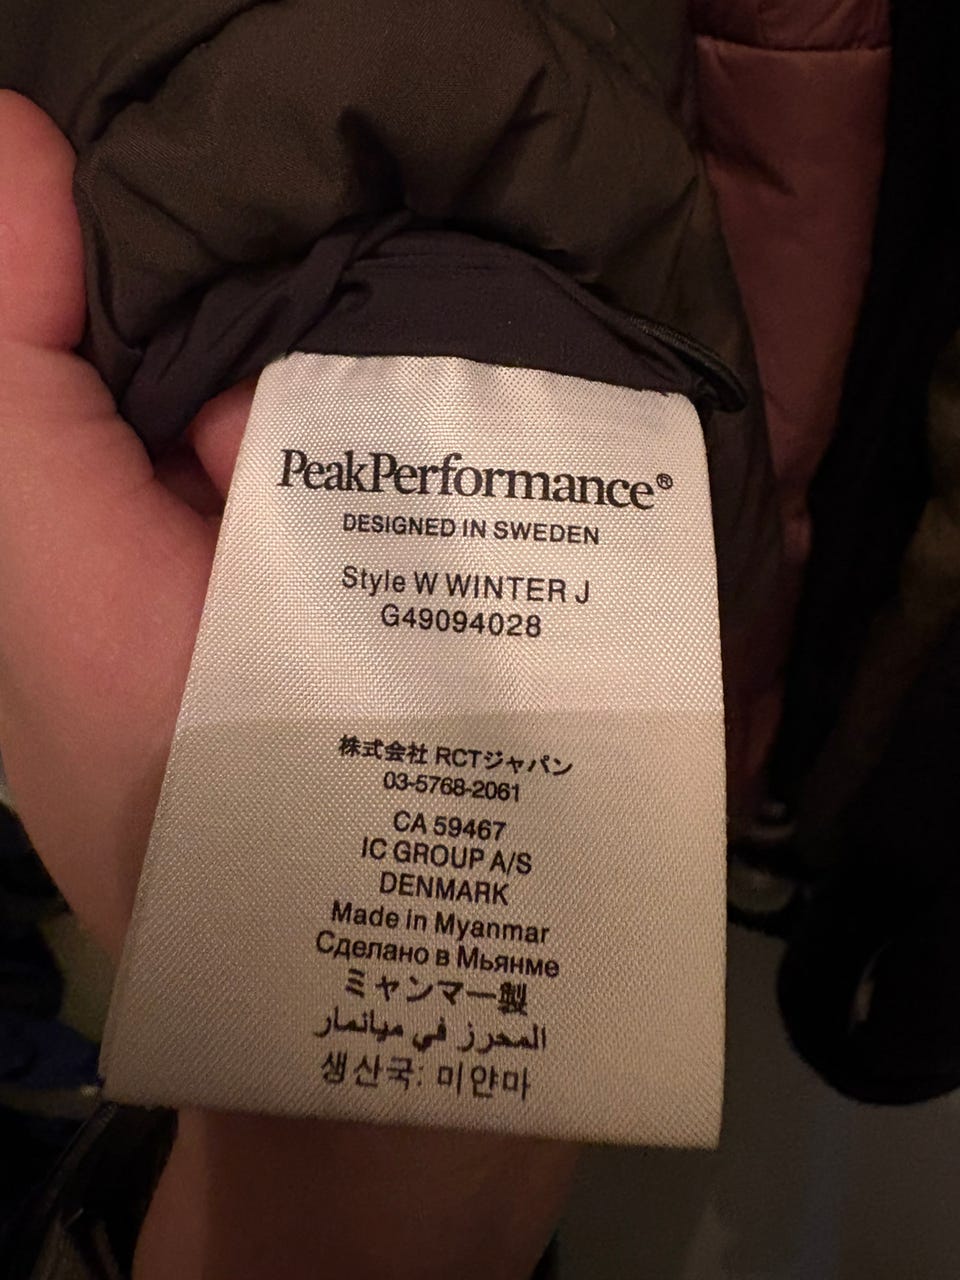 PeakPerformance®
DESIGNED IN SWEDEN
Style W WINTER J
G49094028
株式会社 RCTジャパン
03-5768-2061
CA 59467
IC GROUP A/S
DENMARK
Made in Myanmar
Сделано в Мьянме
ミャンマー製
المحرز في ميانمار
생산국: 미얀마